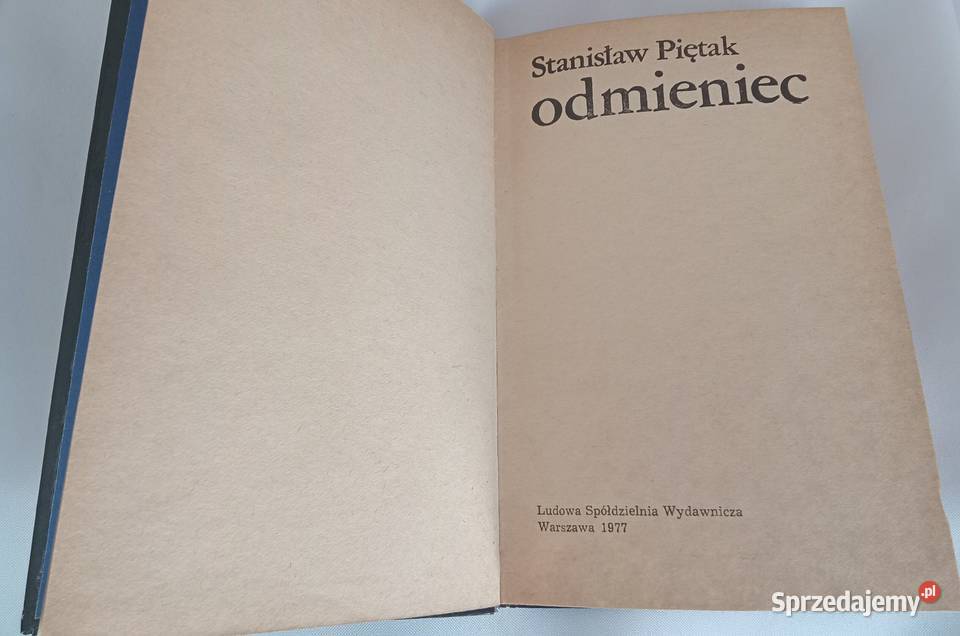 Stanisław Piętak
odmieniec
Ludowa Spółdzielnia Wydawnicza
Warszawa 1977
Sprzedajemy.pl